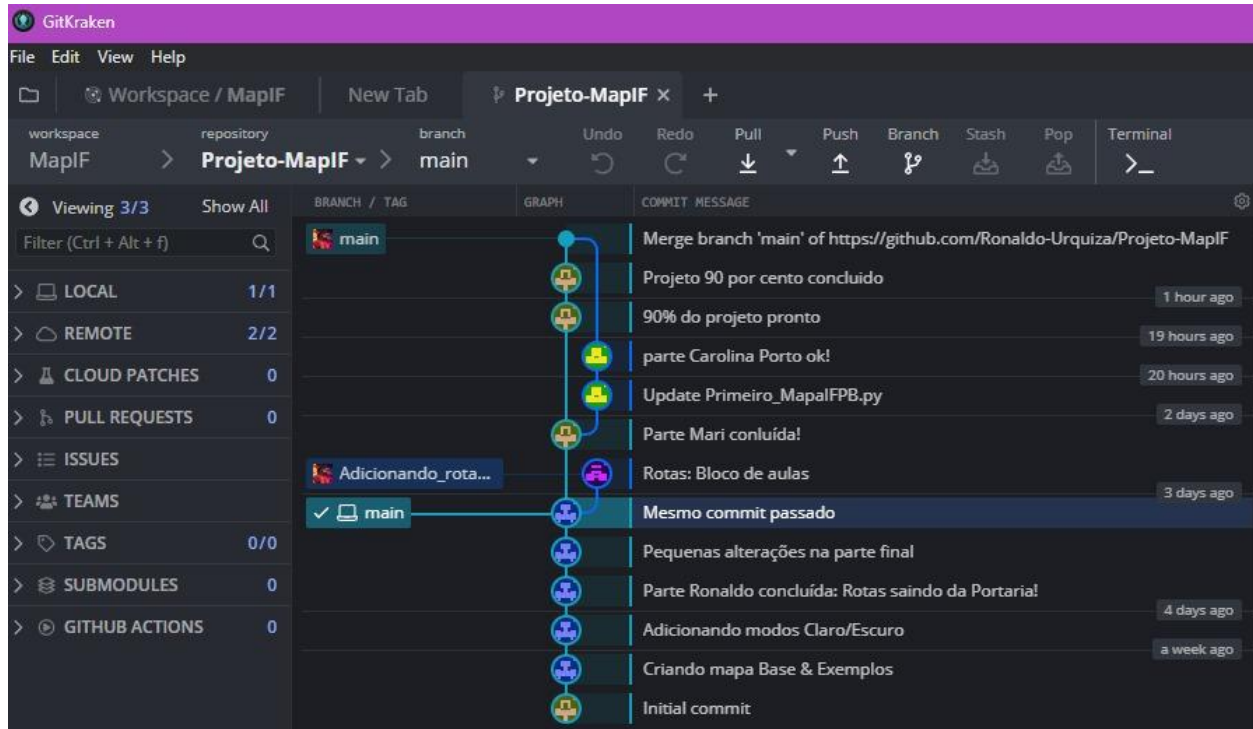 GitKraken
File Edit View Help
Workspace / MapIF New Tab Projeto-MapIF × +
workspace repository branch Undo Redo Pull Push Branch Stash Pop Terminal
MapIF > Projeto-MapIF > main
Viewing 3/3 Show All BRANCH / TAG GRAPH COMMIT MESSAGE
Filter (Ctrl + Alt + f)
main Merge branch 'main' of https://github.com/Ronaldo-Urquiza/Projeto-MapIF
Projeto 90 por cento concluido
> LOCAL 1/1
1 hour ago
90% do projeto pronto
> REMOTE 2/2
19 hours ago
parte Carolina Porto ok!
> CLOUD PATCHES 0
20 hours ago
Update Primeiro_MapaIFPB.py
> PULL REQUESTS 0
2 days ago
Parte Mari conluída!
> ISSUES
Adicionando_rota... Rotas: Bloco de aulas
3 days ago
> TEAMS
main Mesmo commit passado
> TAGS 0/0
Pequenas alterações na parte final
> SUBMODULES 0
Parte Ronaldo concluída: Rotas saindo da Portaria!
4 days ago
> GITHUB ACTIONS 0
Adicionando modos Claro/Escuro
a week ago
Criando mapa Base & Exemplos
Initial commit